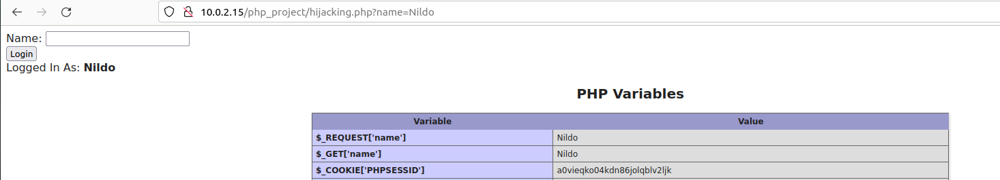 10.0.2.15/php_project/hijacking.php?name=Nildo
Name:
Login
Logged In As: Nildo
PHP Variables
Variable Value
$_REQUEST['name'] Nildo
$_GET['name'] Nildo
$_COOKIE['PHPSESSID'] a0vieqko04kdn86jolqblv2ljk